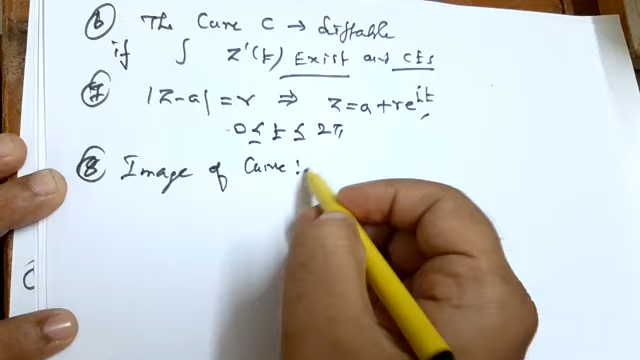 ⑥ The Curve C → diffable
if ∫ z'(t) Exist and cts
⑦ |z-a| = r ⇒ z = a + re^{it}
0 ≤ t ≤ 2π
⑧ Image of Curve :